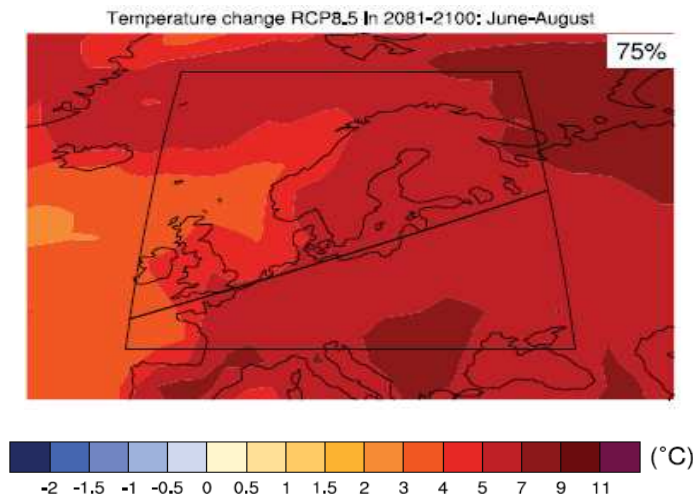 Temperature change RCP8.5 in 2081-2100: June-August
75%
(°C)
-2 -1.5 -1 -0.5 0 0.5 1 1.5 2 3 4 5 7 9 11